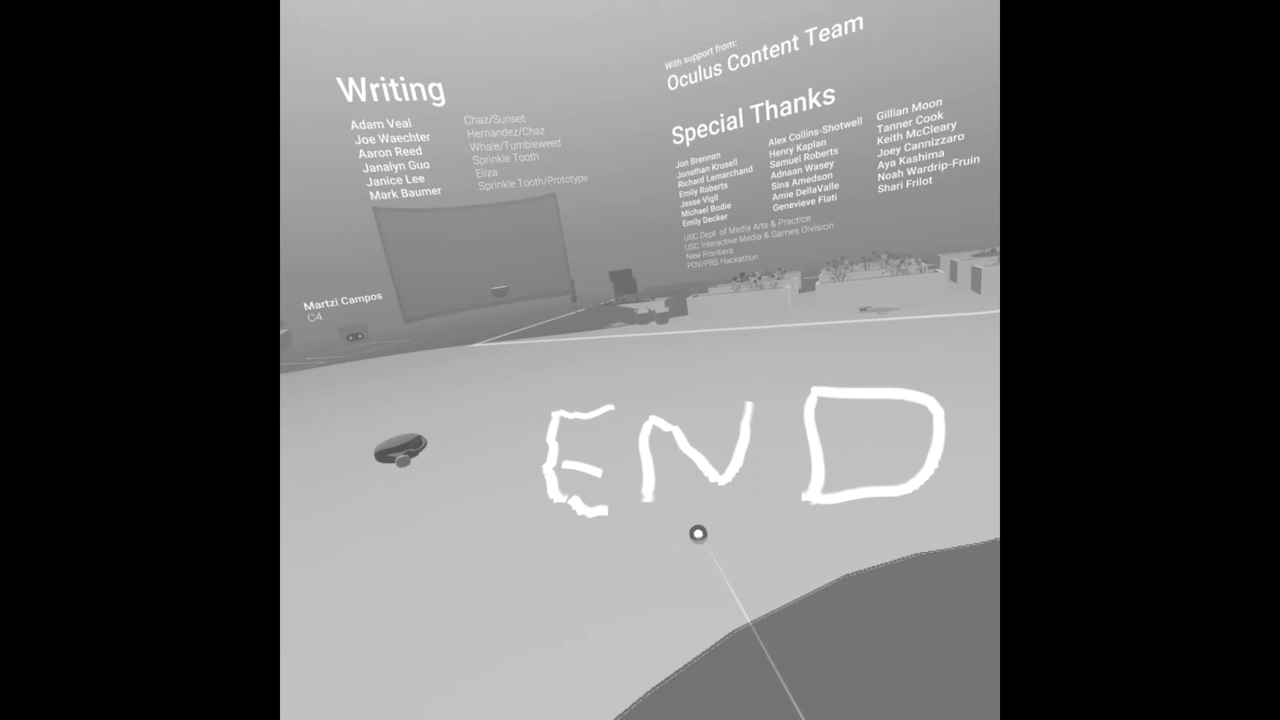 Writing
Adam Veal Chaz/Sunset
Joe Waechter Hernandez/Chaz
Aaron Reed Whale/Tumbleweed
Janalyn Guo Sprinkle Tooth
Janice Lee Eliza
Mark Baumer Sprinkle Tooth/Prototype
Martzi Campos
C4
With support from:
Oculus Content Team
Special Thanks
Jon Brennan
Jonathan Krusell
Richard Lemarchand
Emily Roberts
Jesse Vigil
Michael Bodie
Emily Decker
Alex Collins-Shotwell
Henry Kaplan
Samuel Roberts
Adnaan Wasey
Sina Amedson
Amie DellaValle
Genevieve Flati
Gillian Moon
Tanner Cook
Keith McCleary
Joey Cannizzaro
Aya Kashima
Noah Wardrip-Fruin
Shari Frilot
USC Dept of Media Arts & Practice
USC Interactive Media & Games Division
New Frontiers
POV/PBS Hackathon
END